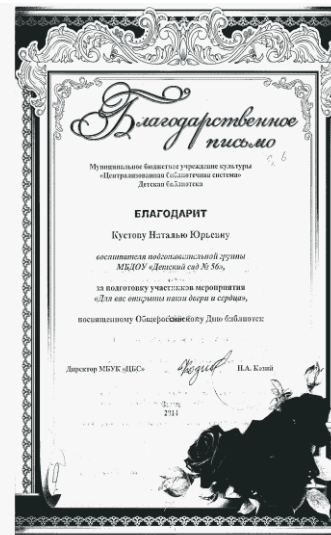 Благодарственное
письмо
Муниципальное бюджетное учреждение культуры
«Централизованная библиотечная система»
Детская библиотека
БЛАГОДАРИТ
Кустову Наталью Юрьевну
воспитателя подготовительной группы
МБДОУ «Детский сад № 56»,
за подготовку участников мероприятия
«Для вас открыты наши двери и сердца»,
посвященному Общероссийскому Дню библиотек
Директор МБУК «ЦБС»